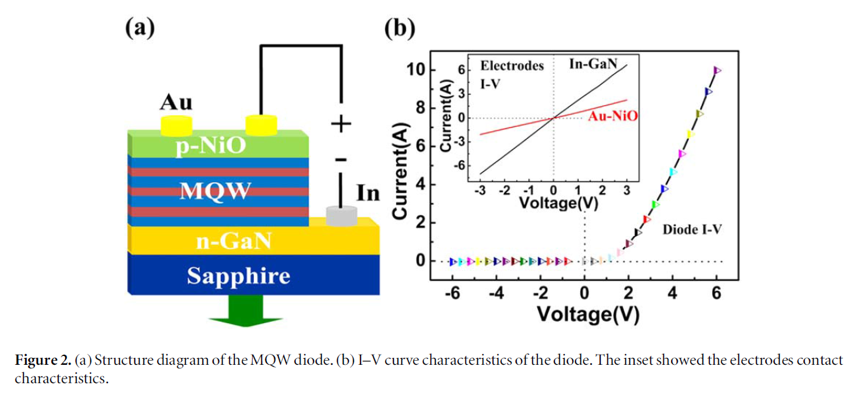 (a)
Au
+
-
p-NiO
MQW
In
n-GaN
Sapphire
(b)
Current(A)
10
8
6
4
2
0
-6 -4 -2 0 2 4 6
Voltage(V)
Diode I-V
Electrodes
I-V
In-GaN
Au-NiO
Current(A)
6
3
0
-3
-6
-3 -2 -1 0 1 2 3
Voltage(V)
Figure 2. (a) Structure diagram of the MQW diode. (b) I–V curve characteristics of the diode. The inset showed the electrodes contact
characteristics.